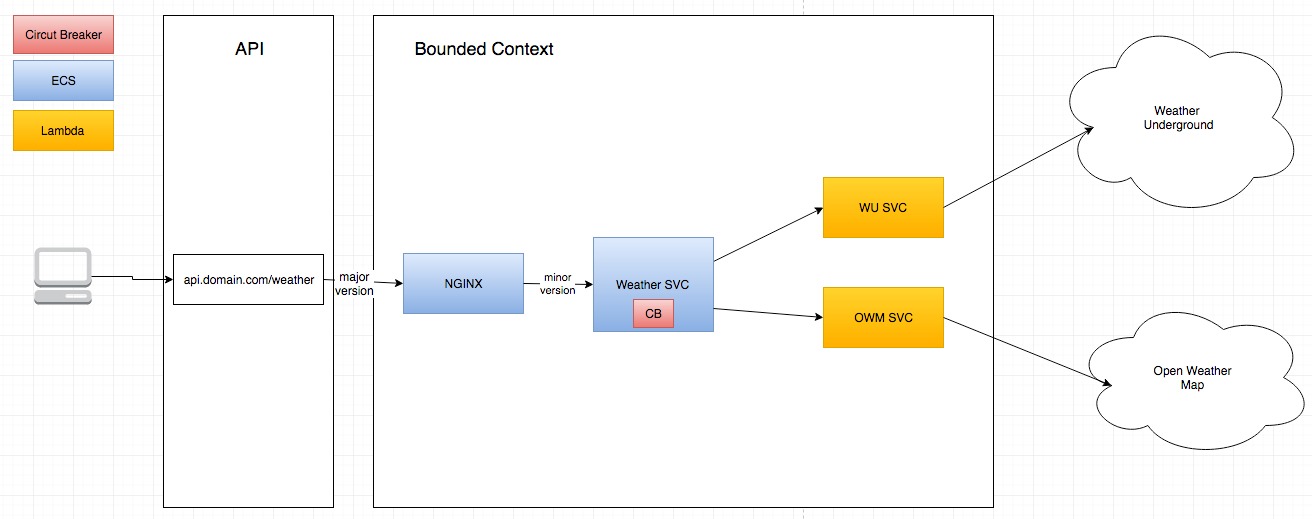 Circut Breaker
ECS
Lambda
API
api.domain.com/weather
major
version
Bounded Context
NGINX
minor
version
Weather SVC
CB
WU SVC
OWM SVC
Weather
Underground
Open Weather
Map